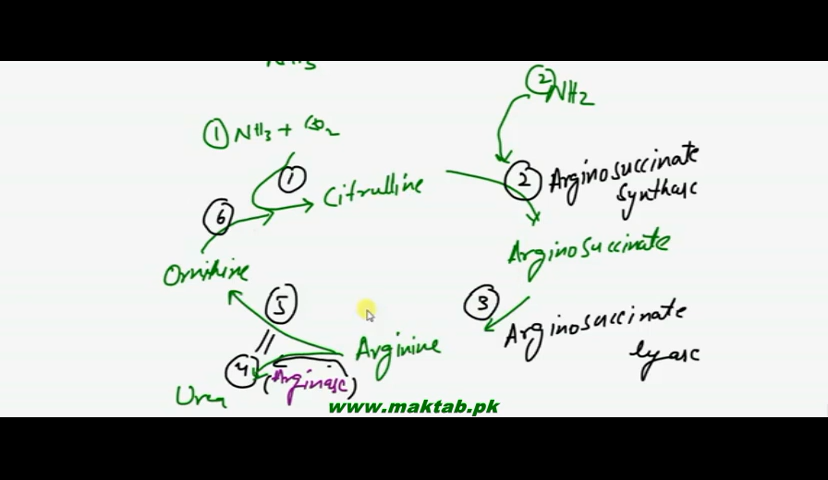 NH3
② NH2
① NH3 + CO2
①
Citrulline
② Arginosuccinate
Synthase
⑥
Arginosuccinate
Ornithine
⑤
③ Arginosuccinate
lyase
Arginine
④ (Arginase)
Urea
www.maktab.pk